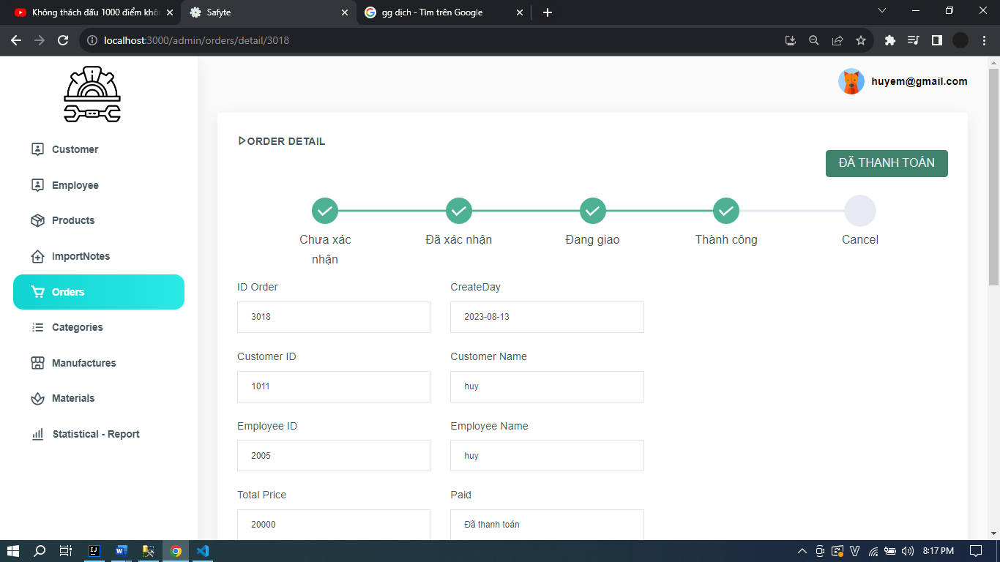 Không thách đấu 1000 điểm khô
Safyte
gg dịch - Tìm trên Google
localhost:3000/admin/orders/detail/3018
huyem@gmail.com
Customer
Employee
Products
ImportNotes
Orders
Categories
Manufactures
Materials
Statistical - Report
ORDER DETAIL
ĐÃ THANH TOÁN
Chưa xác
nhận
Đã xác nhận
Đang giao
Thành công
Cancel
ID Order
CreateDay
3018
2023-08-13
Customer ID
Customer Name
1011
huy
Employee ID
Employee Name
2005
huy
Total Price
Paid
20000
Đã thanh toán
8:17 PM